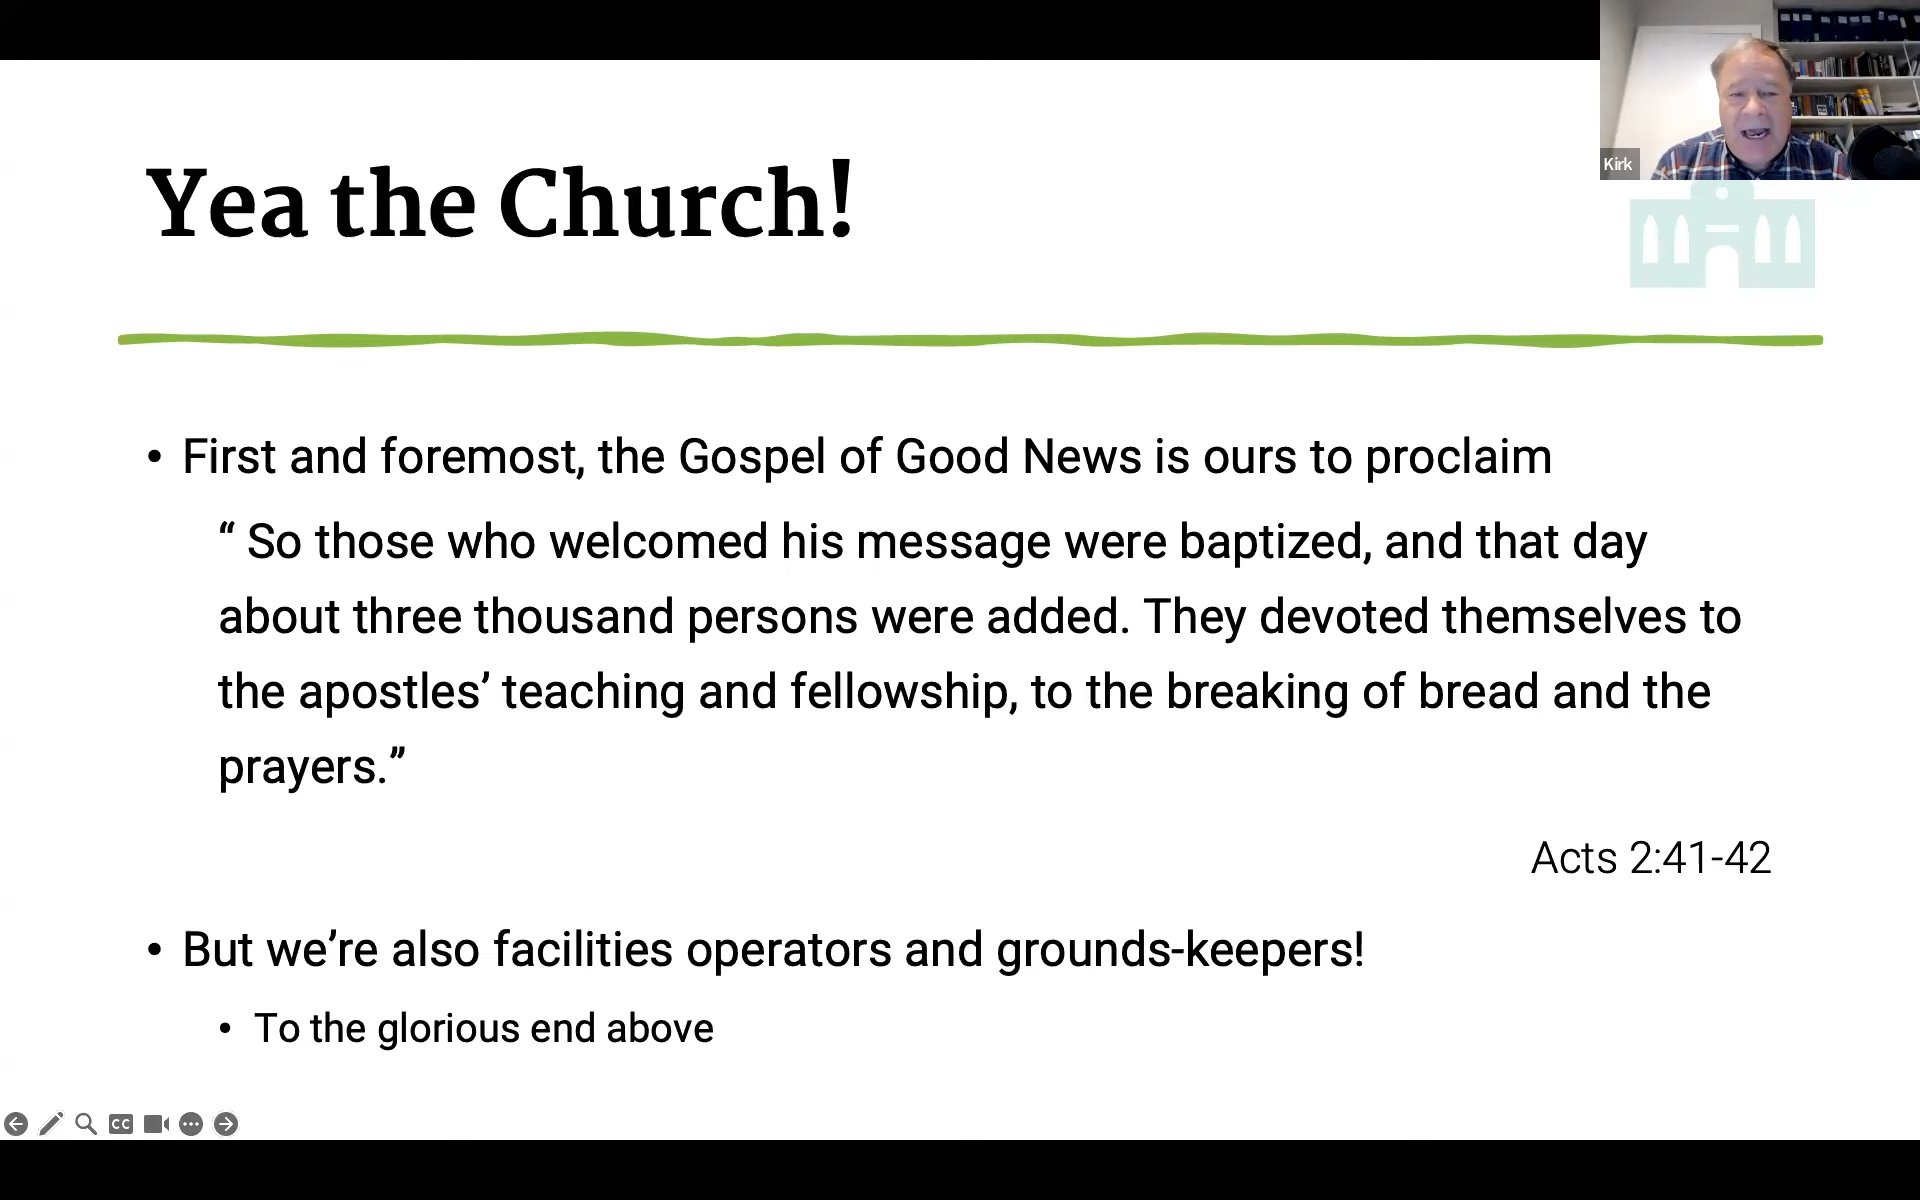 Kirk
Yea the Church!
• First and foremost, the Gospel of Good News is ours to proclaim
“ So those who welcomed his message were baptized, and that day
about three thousand persons were added. They devoted themselves to
the apostles’ teaching and fellowship, to the breaking of bread and the
prayers.”
Acts 2:41-42
• But we’re also facilities operators and grounds-keepers!
• To the glorious end above
CC